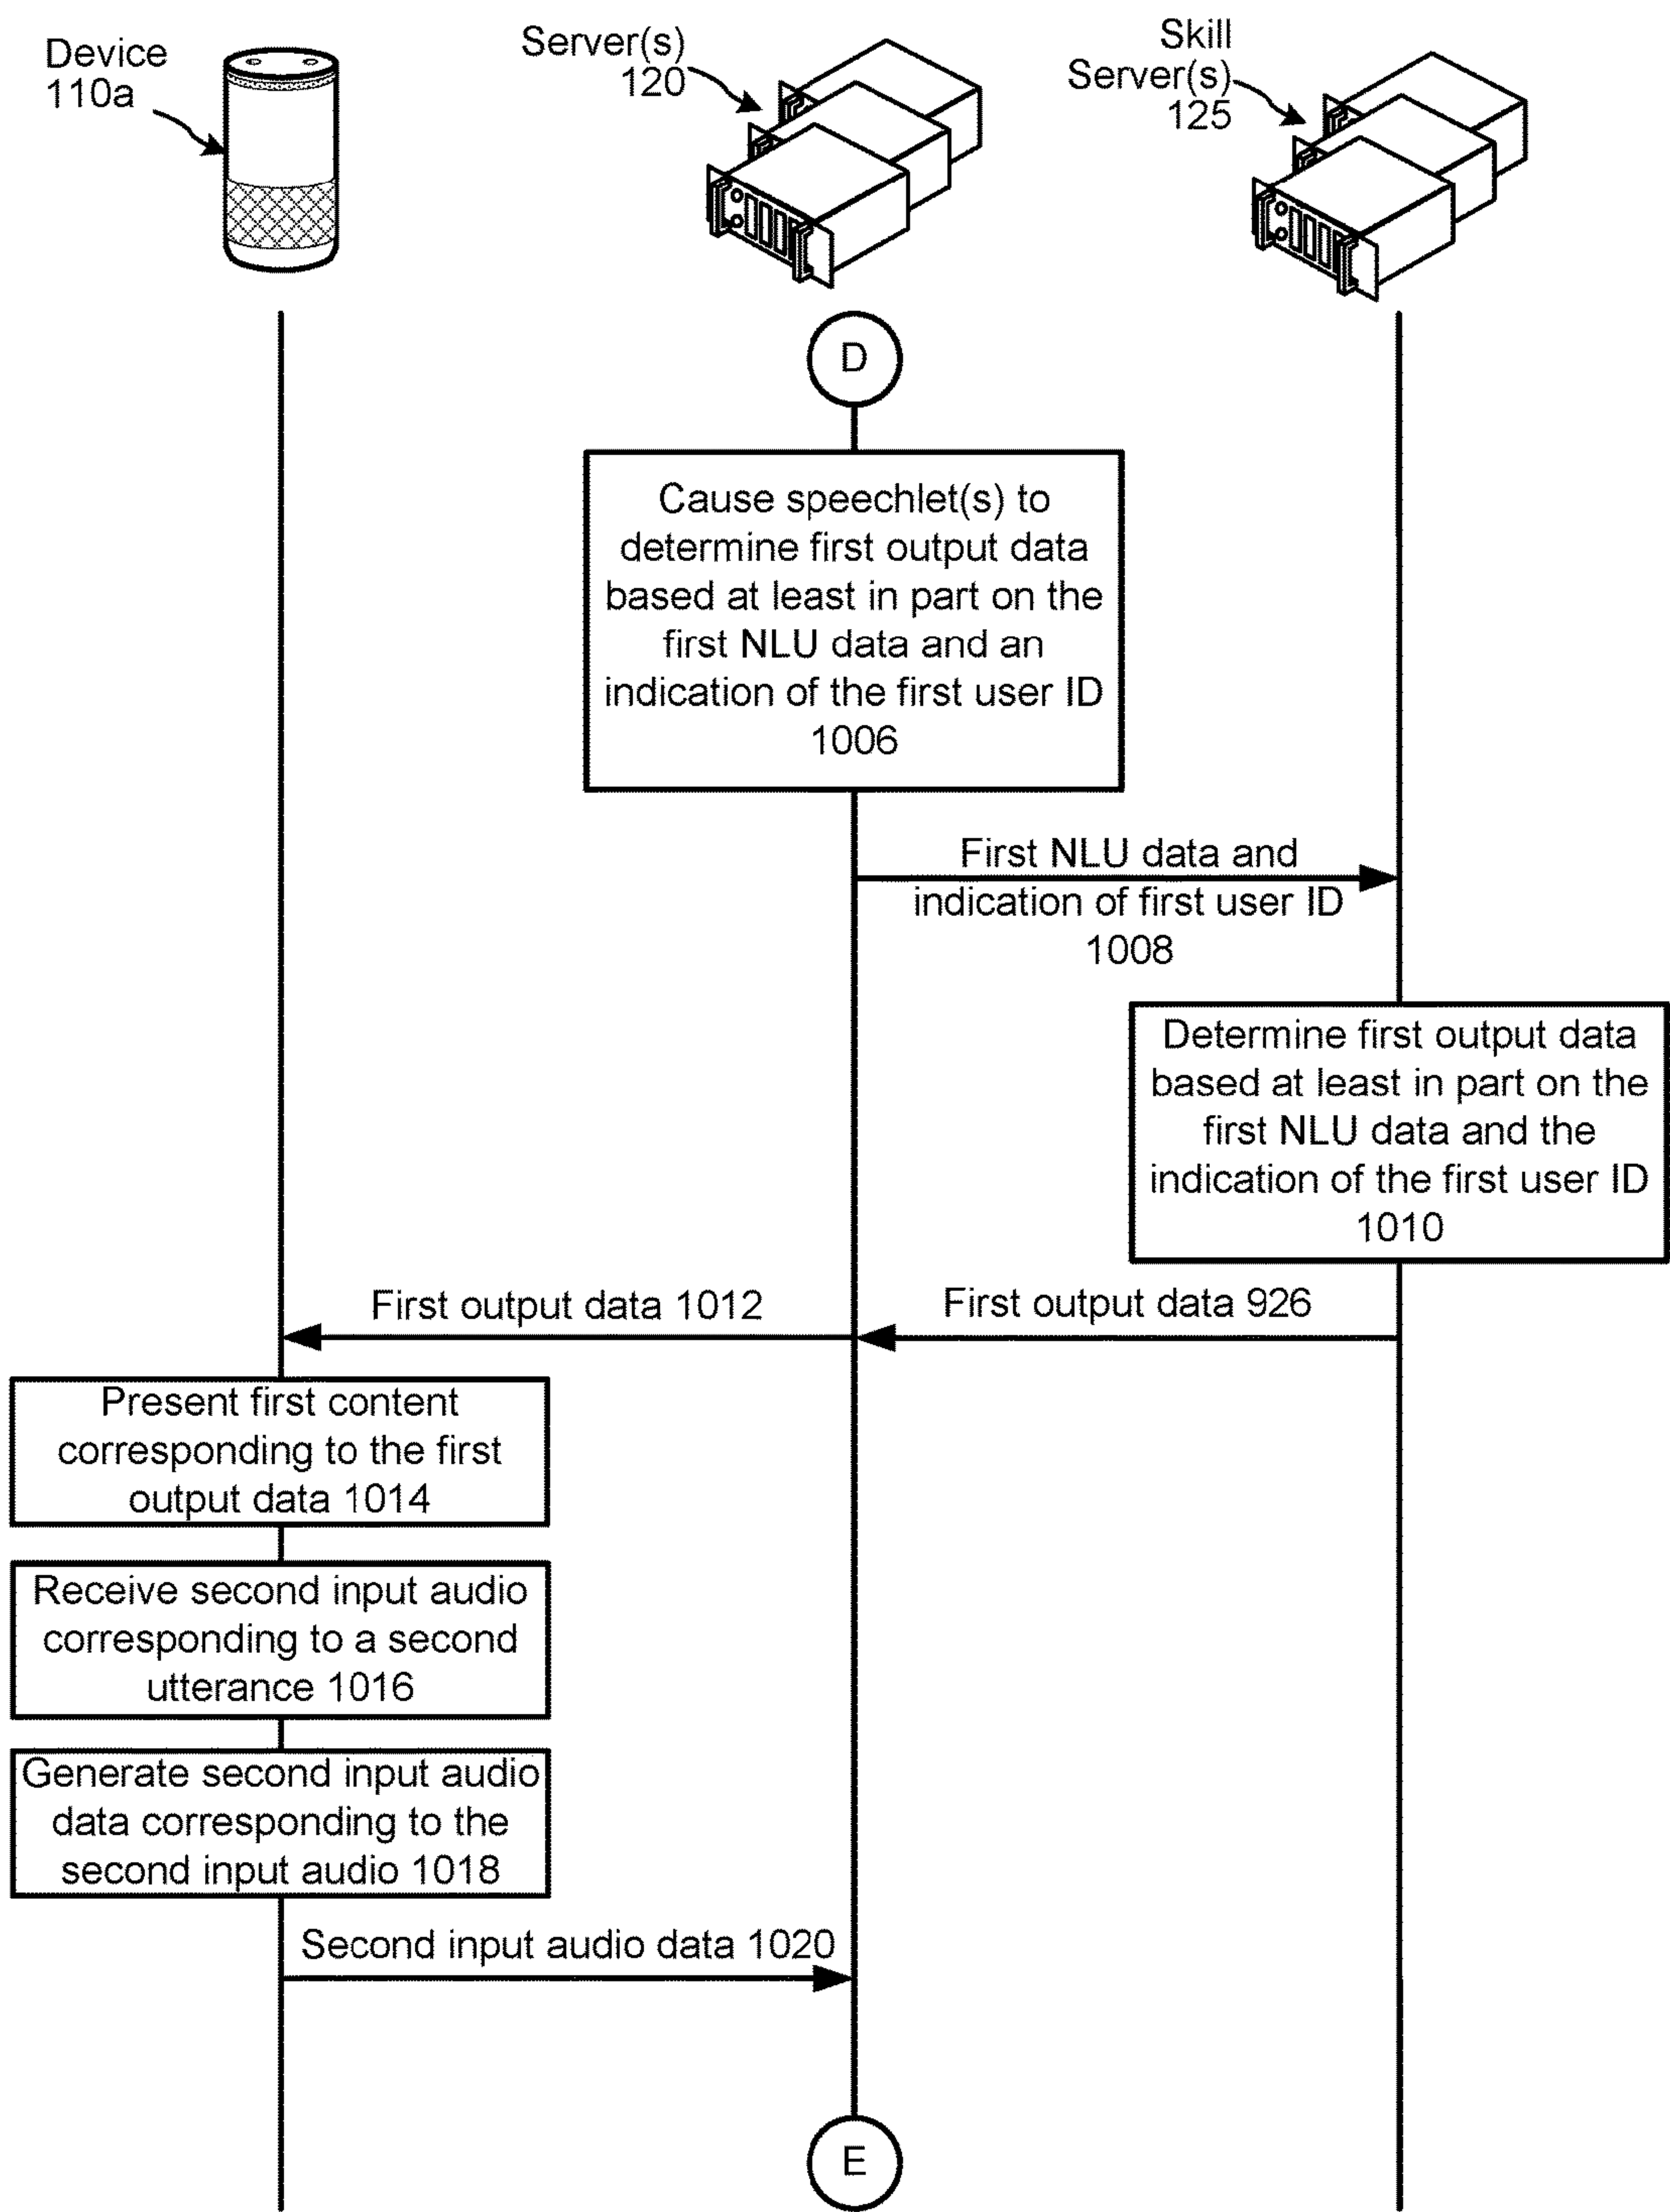 Device
110a
Server(s)
120
Skill
Server(s)
125
D
Cause speechlet(s) to
determine first output data
based at least in part on the
first NLU data and an
indication of the first user ID
1006
First NLU data and
indication of first user ID
1008
Determine first output data
based at least in part on the
first NLU data and the
indication of the first user ID
1010
First output data 1012
First output data 926
Present first content
corresponding to the first
output data 1014
Receive second input audio
corresponding to a second
utterance 1016
Generate second input audio
data corresponding to the
second input audio 1018
Second input audio data 1020
E